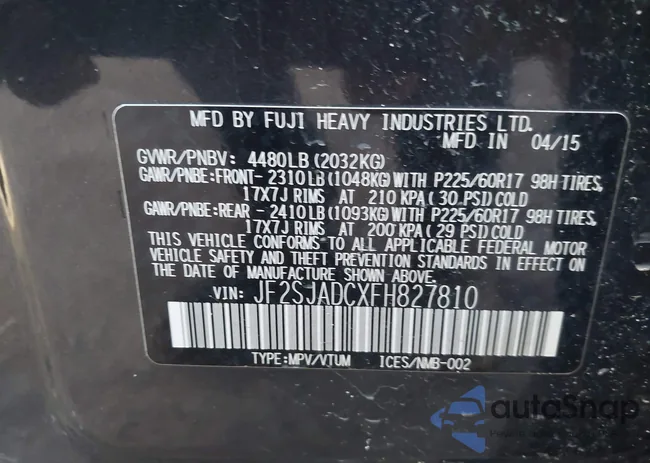 MFD BY FUJI HEAVY INDUSTRIES LTD.
MFD IN 04/15
GVWR/PNBV: 4480LB(2032KG)
GAWR/PNBE:FRONT- 2310LB(1048KG)WITH P225/60R17 98H TIRES,
17X7J RIMS AT 210 KPA(30 PSI)COLD
GAWR/PNBE:REAR - 2410LB(1093KG)WITH P225/60R17 98H TIRES,
17X7J RIMS AT 200 KPA(29 PSI)COLD
THIS VEHICLE CONFORMS TO ALL APPLICABLE FEDERAL MOTOR
VEHICLE SAFETY AND THEFT PREVENTION STANDARDS IN EFFECT ON
THE DATE OF MANUFACTURE SHOWN ABOVE.
VIN: JF2SJADCXFH827810
TYPE:MPV/VTUM ICES/NMB-002
autoSnap